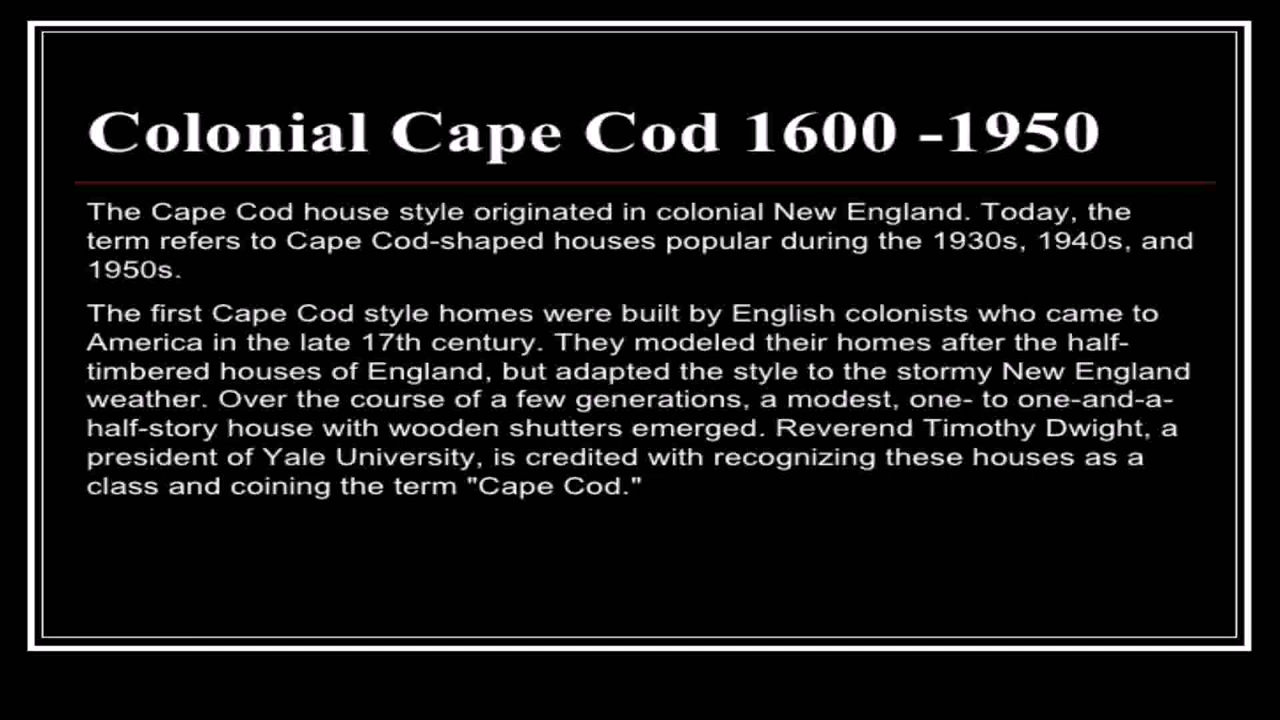 Colonial Cape Cod 1600 -1950
The Cape Cod house style originated in colonial New England. Today, the
term refers to Cape Cod-shaped houses popular during the 1930s, 1940s, and
1950s.
The first Cape Cod style homes were built by English colonists who came to
America in the late 17th century. They modeled their homes after the half-
timbered houses of England, but adapted the style to the stormy New England
weather. Over the course of a few generations, a modest, one- to one-and-a-
half-story house with wooden shutters emerged. Reverend Timothy Dwight, a
president of Yale University, is credited with recognizing these houses as a
class and coining the term "Cape Cod."